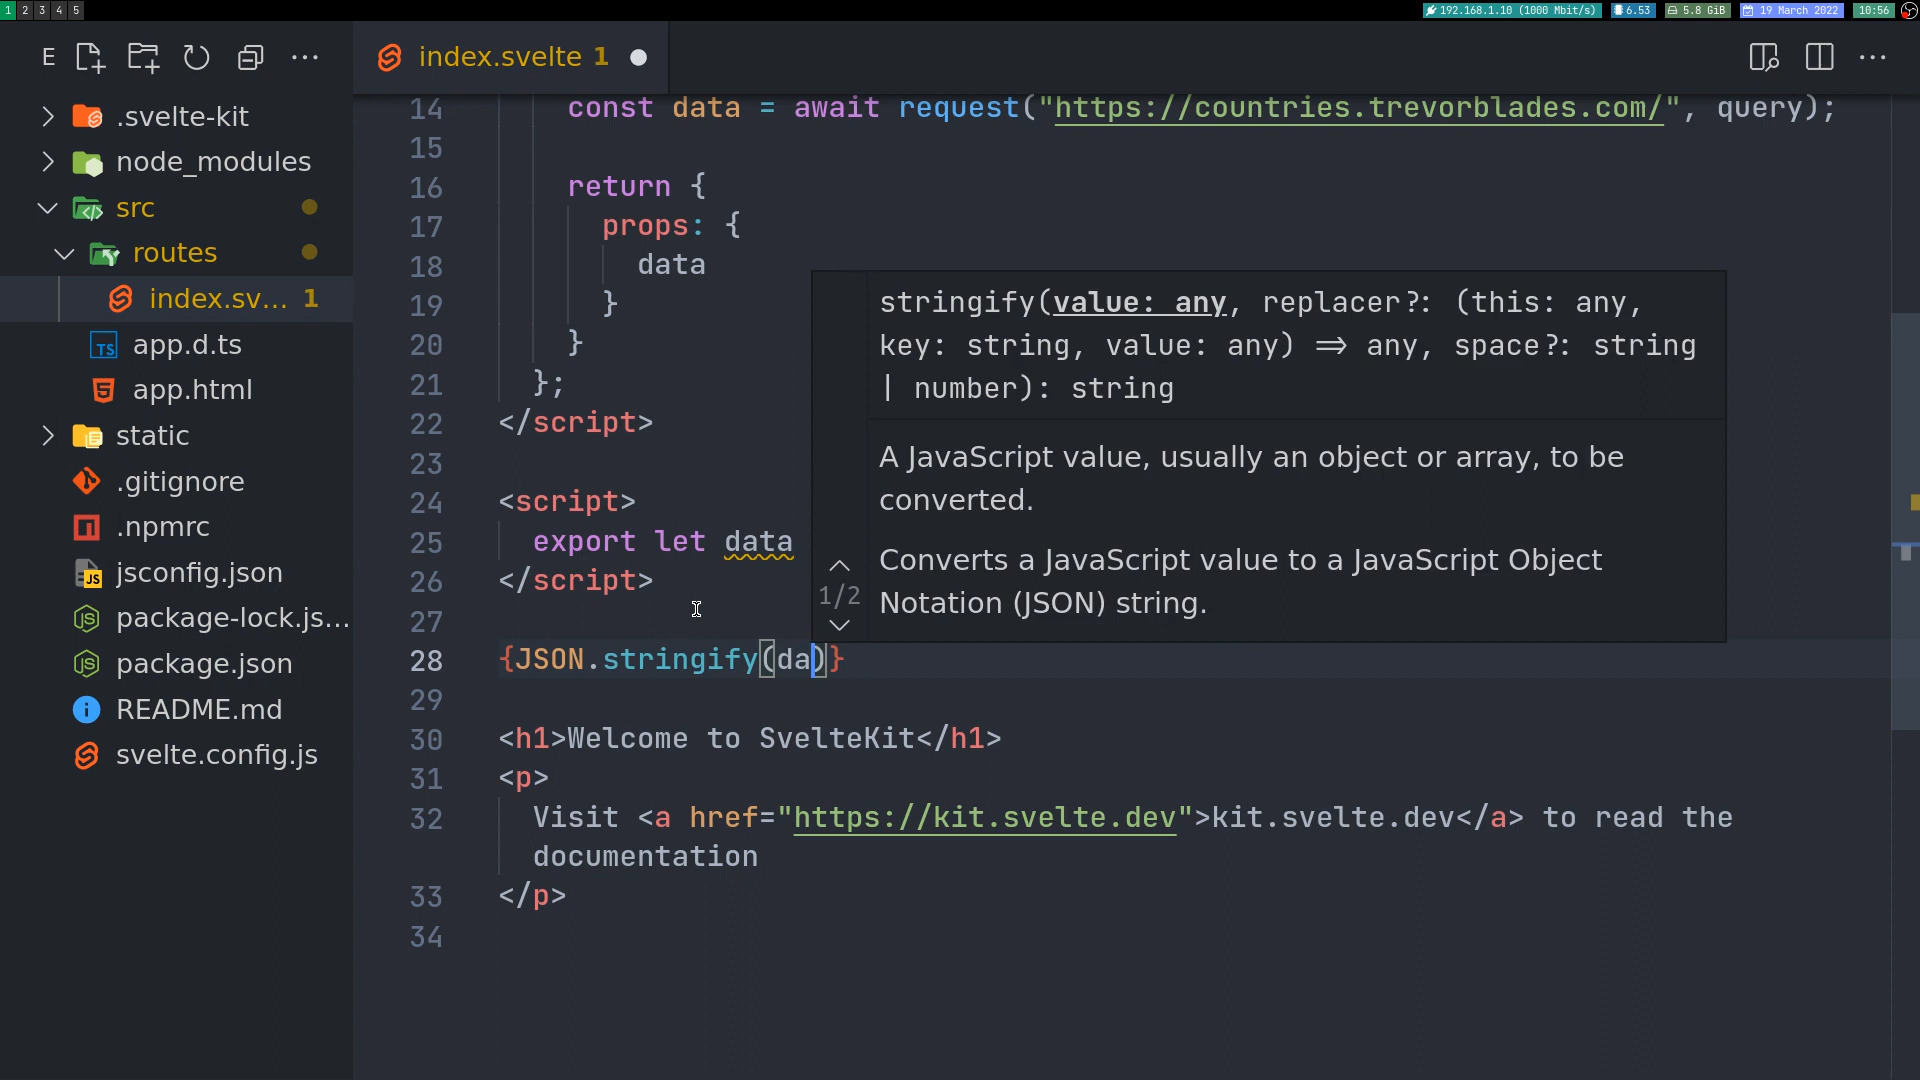 1 2 3 4 5
192.168.1.10 (1000 Mbit/s) 6.53 5.8 GiB 19 March 2022 10:56
E
index.svelte 1
.svelte-kit
node_modules
src
routes
index.sv... 1
app.d.ts
app.html
static
.gitignore
.npmrc
jsconfig.json
package-lock.js...
package.json
README.md
svelte.config.js
14 const data = await request("https://countries.trevorblades.com/", query);
15
16 return {
17 props: {
18 data
19 }
20 }
21 };
22 </script>
23
24 <script>
25 export let data
26 </script>
27
28 {JSON.stringify(da)}
29
30 <h1>Welcome to SvelteKit</h1>
31 <p>
32 Visit <a href="https://kit.svelte.dev">kit.svelte.dev</a> to read the
documentation
33 </p>
34
stringify(value: any, replacer?: (this: any,
key: string, value: any) => any, space?: string
| number): string
A JavaScript value, usually an object or array, to be
converted.
1/2
Converts a JavaScript value to a JavaScript Object
Notation (JSON) string.